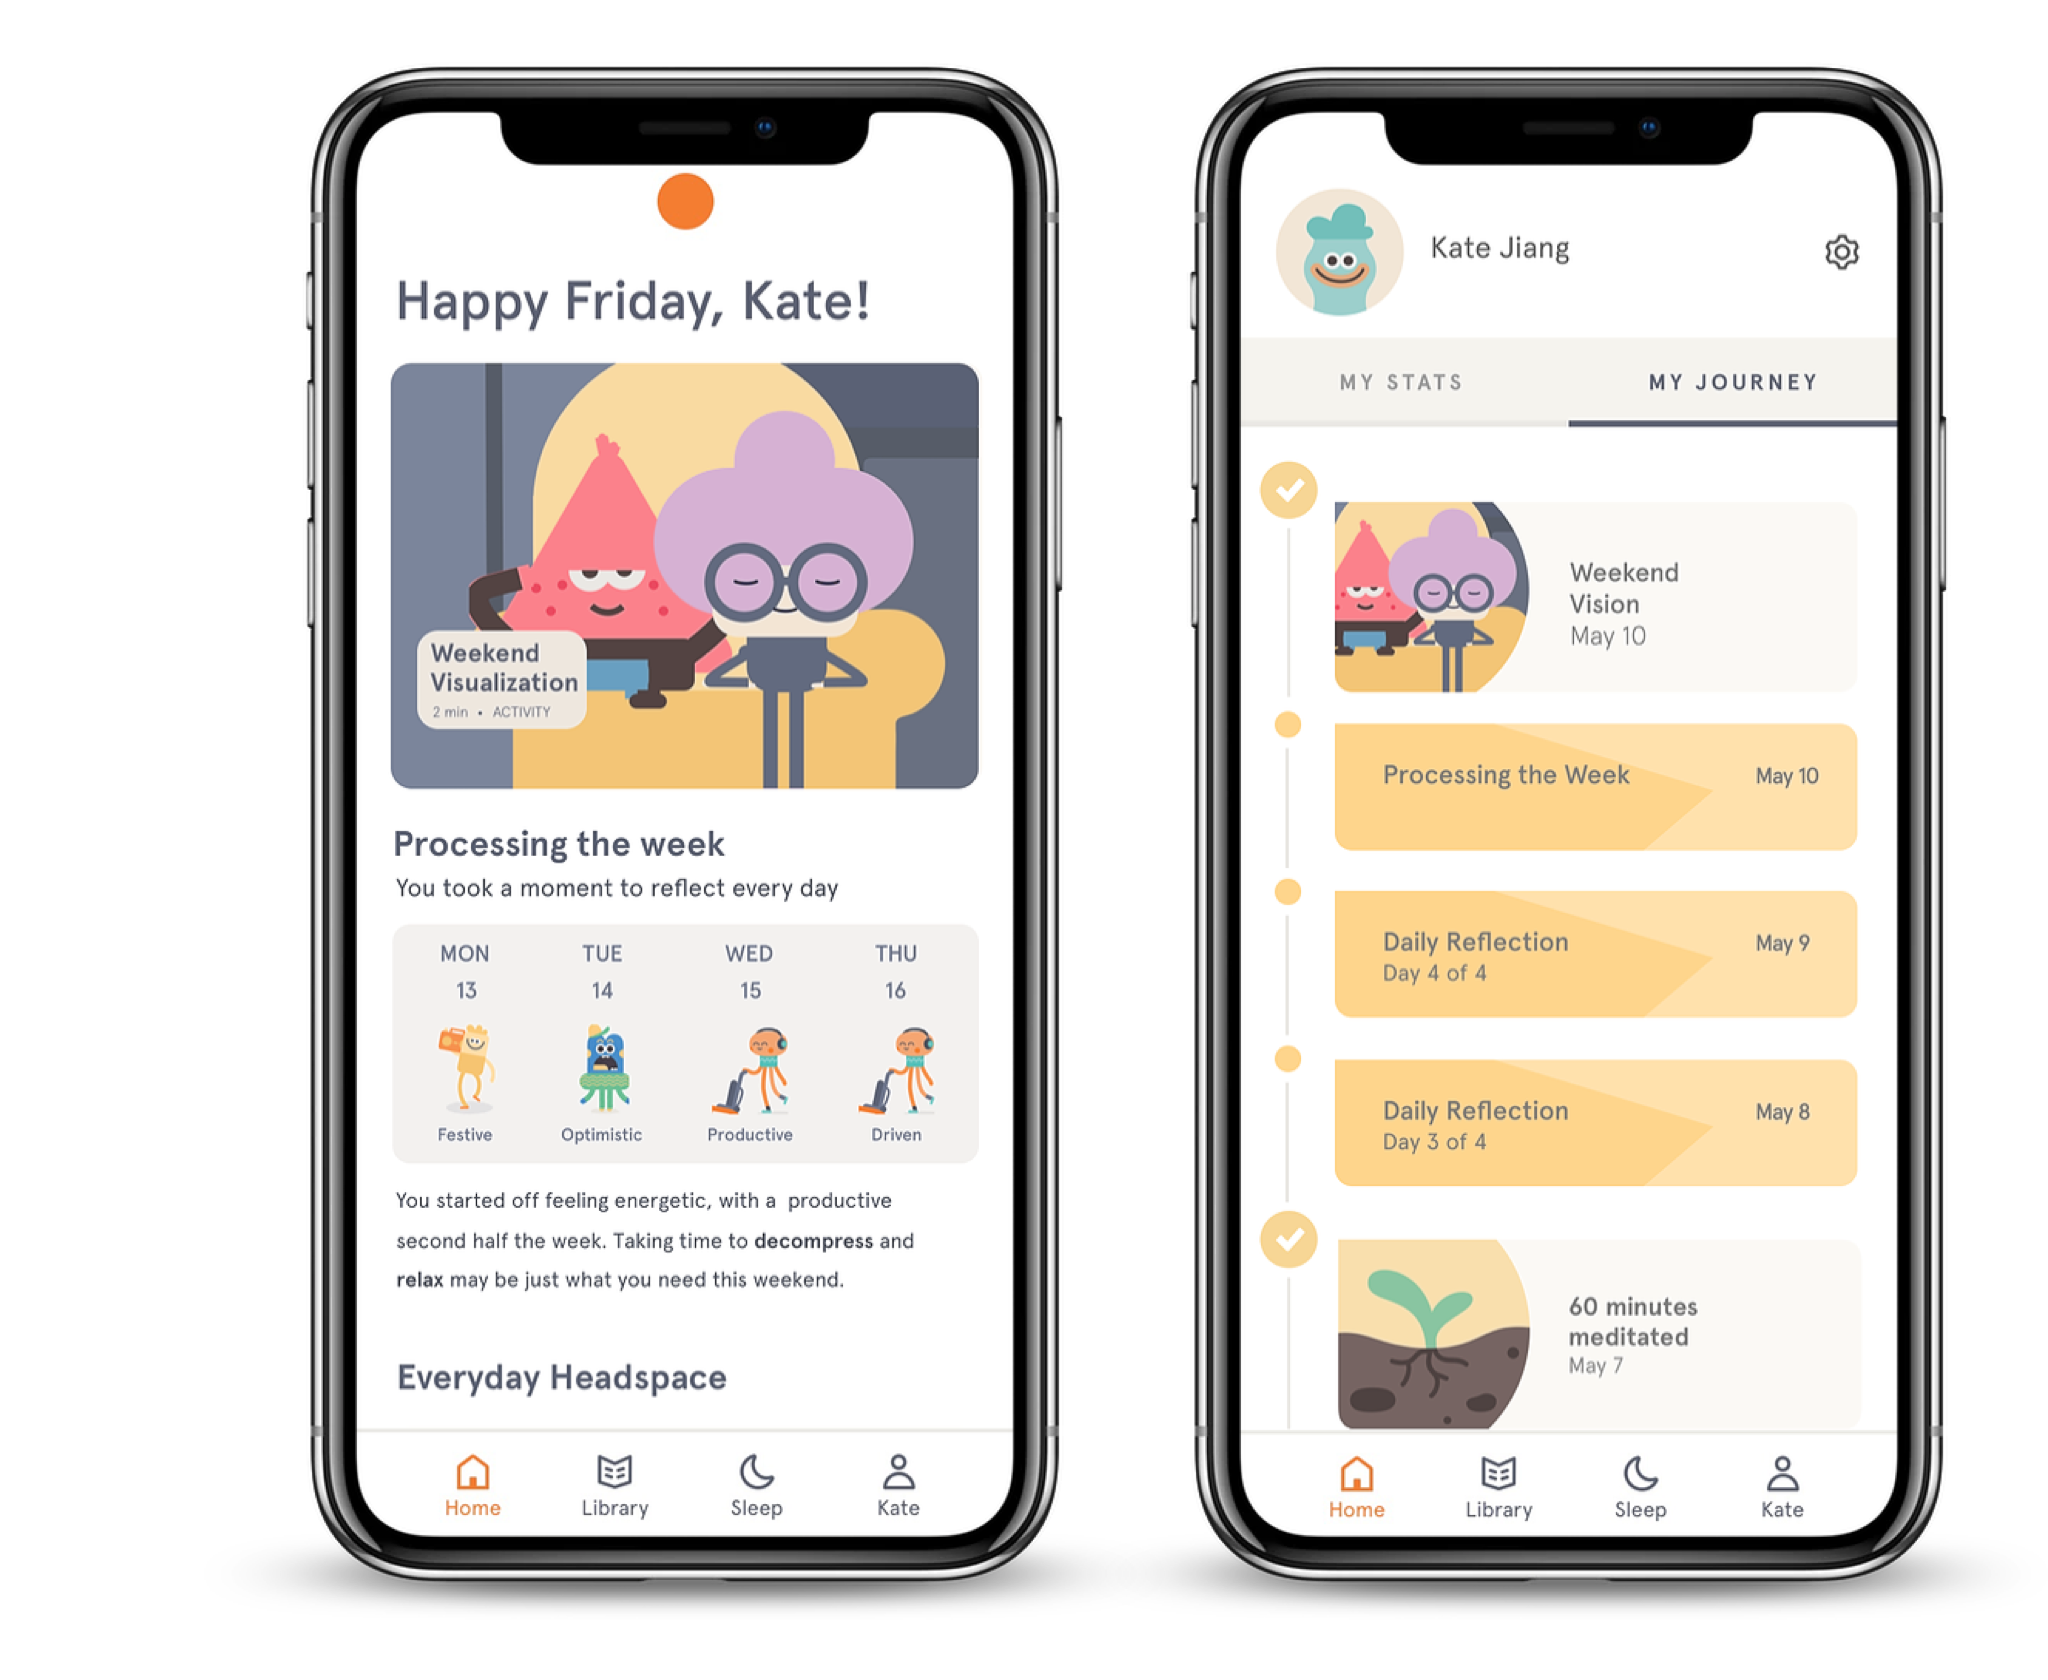 Happy Friday, Kate!
Weekend
Visualization
2 min • ACTIVITY
Processing the week
You took a moment to reflect every day
MON TUE WED THU
13 14 15 16
Festive Optimistic Productive Driven
You started off feeling energetic, with a productive
second half the week. Taking time to decompress and
relax may be just what you need this weekend.
Everyday Headspace
Home Library Sleep Kate
Kate Jiang
MY STATS MY JOURNEY
Weekend
Vision
May 10
Processing the Week May 10
Daily Reflection May 9
Day 4 of 4
Daily Reflection May 8
Day 3 of 4
60 minutes
meditated
May 7
Home Library Sleep Kate